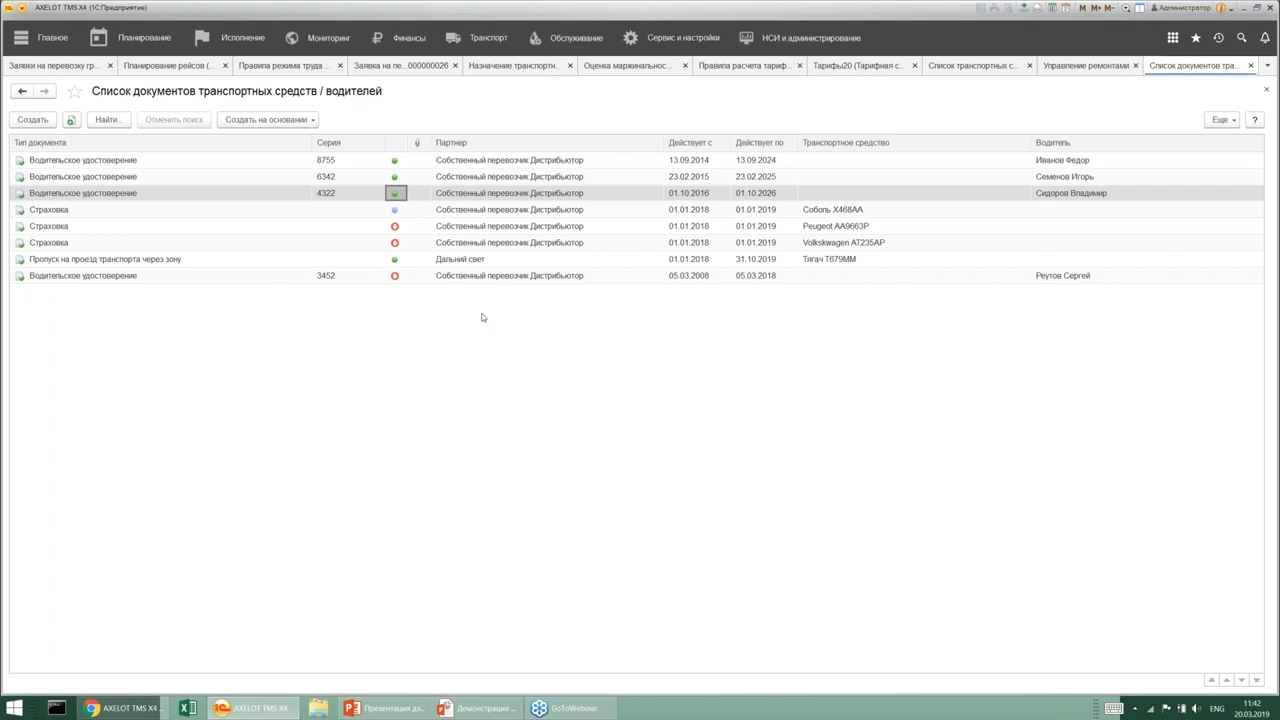 AXELOT TMS X4 (1С:Предприятие)
M M+ M- Администратор
Главное Планирование Исполнение Мониторинг Финансы Транспорт Обслуживание Сервис и настройки НСИ и администрирование
Заявки на перевозку гр... Планирование рейсов (... Правила режима труда ... Заявка на пе...000000026 Назначение транспортн... Оценка маржинальнос... Правила расчета тариф... Тарифы20 (Тарифная с... Список транспортных с... Управление ремонтами Список документов тра...
Список документов транспортных средств / водителей
Создать Найти... Отменить поиск Создать на основании Еще ?
Тип документа Серия Партнер Действует с Действует по Транспортное средство Водитель
Водительское удостоверение 8755 Собственный перевозчик Дистрибьютор 13.09.2014 13.09.2024 Иванов Федор
Водительское удостоверение 6342 Собственный перевозчик Дистрибьютор 23.02.2015 23.02.2025 Семенов Игорь
Водительское удостоверение 4322 Собственный перевозчик Дистрибьютор 01.10.2016 01.10.2026 Сидоров Владимир
Страховка Собственный перевозчик Дистрибьютор 01.01.2018 01.01.2019 Соболь Х468АА
Страховка Собственный перевозчик Дистрибьютор 01.01.2018 01.01.2019 Peugeot АА9663Р
Страховка Собственный перевозчик Дистрибьютор 01.01.2018 01.01.2019 Volkskwagen АТ235АР
Пропуск на проезд транспорта через зону Дальний свет 01.01.2018 31.10.2019 Тягач Т679ММ
Водительское удостоверение 3452 Собственный перевозчик Дистрибьютор 05.03.2008 05.03.2018 Реутов Сергей
AXELOT TMS X4 ... AXELOT TMS X4 ... Презентация дл... Демонстрация ... GoToWebinar ENG 11:42
20.03.2019